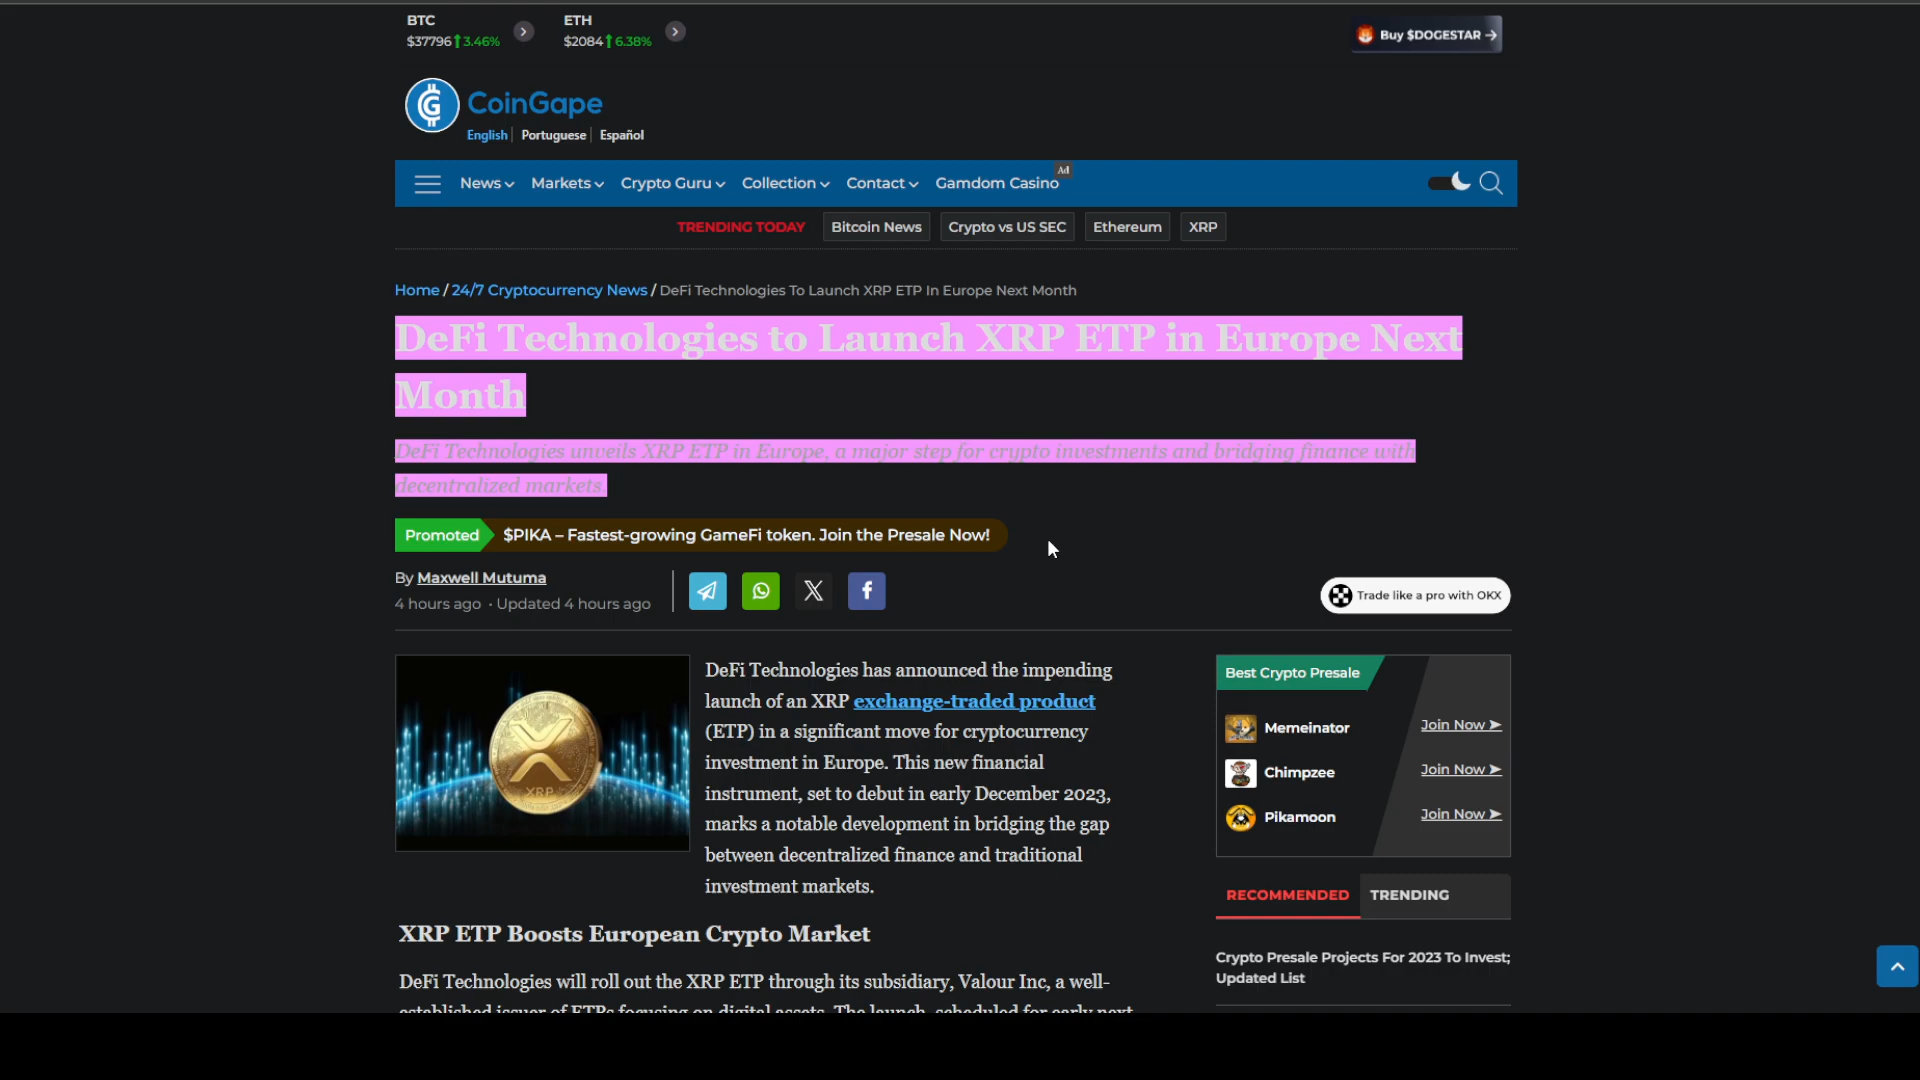 BTC
$37796 3.46%
ETH
$2084 6.38%
Buy $DOGESTAR →
CoinGape
English Portuguese Español
News Markets Crypto Guru Collection Contact Gamdom Casino Ad
TRENDING TODAY Bitcoin News Crypto vs US SEC Ethereum XRP
Home / 24/7 Cryptocurrency News / DeFi Technologies To Launch XRP ETP In Europe Next Month
DeFi Technologies to Launch XRP ETP in Europe Next
Month
DeFi Technologies unveils XRP ETP in Europe, a major step for crypto investments and bridging finance with
decentralized markets.
Promoted $PIKA – Fastest-growing GameFi token. Join the Presale Now!
By Maxwell Mutuma
4 hours ago · Updated 4 hours ago
Trade like a pro with OKX
XRP
DeFi Technologies has announced the impending
launch of an XRP exchange-traded product
(ETP) in a significant move for cryptocurrency
investment in Europe. This new financial
instrument, set to debut in early December 2023,
marks a notable development in bridging the gap
between decentralized finance and traditional
investment markets.
XRP ETP Boosts European Crypto Market
DeFi Technologies will roll out the XRP ETP through its subsidiary, Valour Inc, a well-
established issuer of ETPs focusing on digital assets. The launch, scheduled for early next
Best Crypto Presale
Memeinator Join Now ➤
Chimpzee Join Now ➤
Pikamoon Join Now ➤
RECOMMENDED TRENDING
Crypto Presale Projects For 2023 To Invest;
Updated List